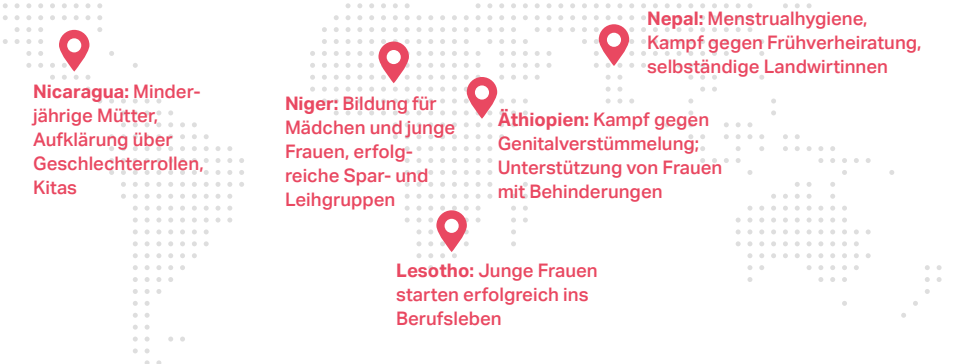 Nicaragua: Minder-
jährige Mütter,
Aufklärung über
Geschlechterrollen,
Kitas
Niger: Bildung für
Mädchen und junge
Frauen, erfolg-
reiche Spar- und
Leihgruppen
Nepal: Menstrualhygiene,
Kampf gegen Frühverheiratung,
selbständige Landwirtinnen
Äthiopien: Kampf gegen
Genitalverstümmelung;
Unterstützung von Frauen
mit Behinderungen
Lesotho: Junge Frauen
starten erfolgreich ins
Berufsleben